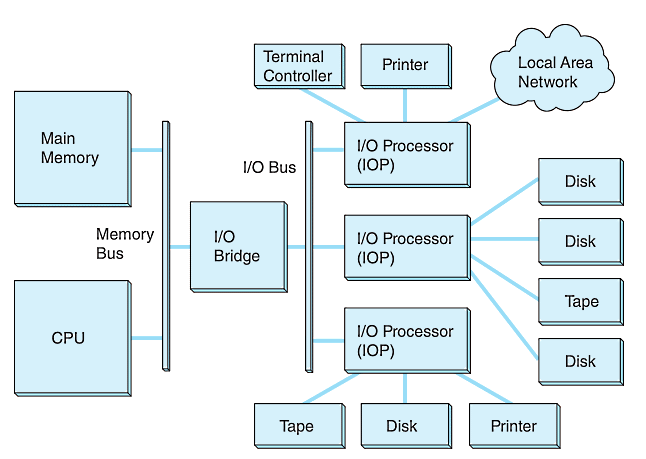 Terminal
Controller
Printer
Local Area
Network
Main
Memory
I/O Processor
(IOP)
I/O Bus
Disk
Memory
Bus
I/O
Bridge
I/O Processor
(IOP)
Disk
Tape
CPU
I/O Processor
(IOP)
Disk
Tape
Disk
Printer